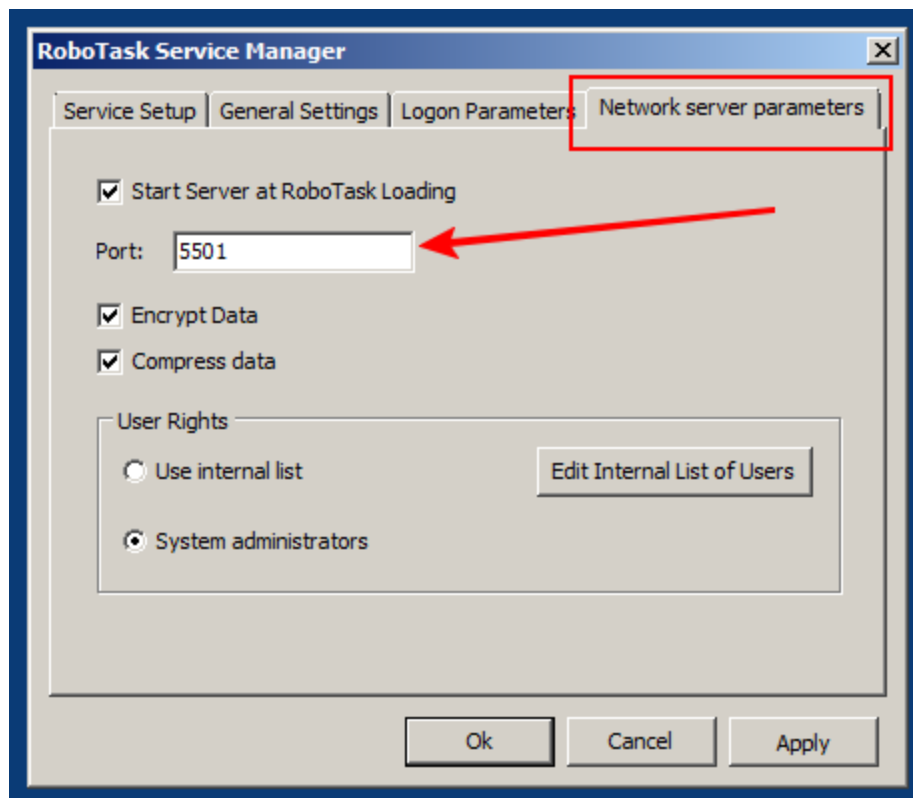 RoboTask Service Manager
Service Setup General Settings Logon Parameters Network server parameters
Start Server at RoboTask Loading
Port: 5501
Encrypt Data
Compress data
User Rights
Use internal list Edit Internal List of Users
System administrators
Ok Cancel Apply